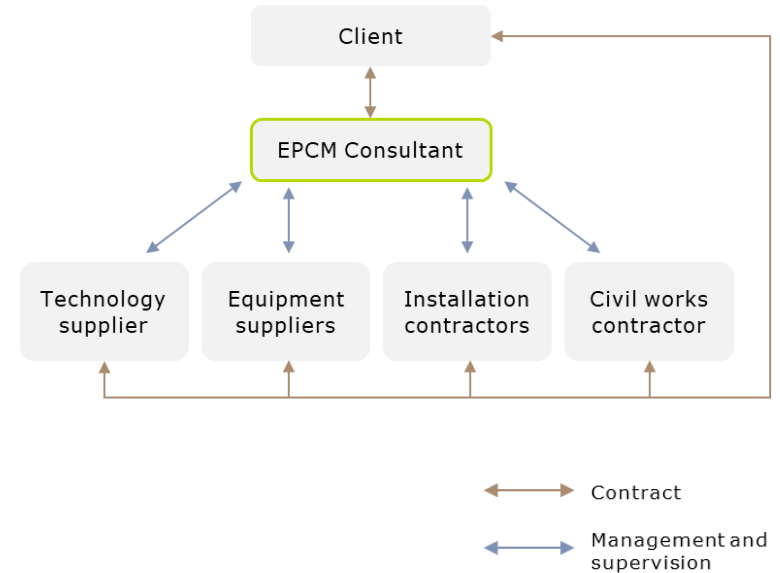 Client
EPCM Consultant
Technology
supplier
Equipment
suppliers
Installation
contractors
Civil works
contractor
Contract
Management and
supervision